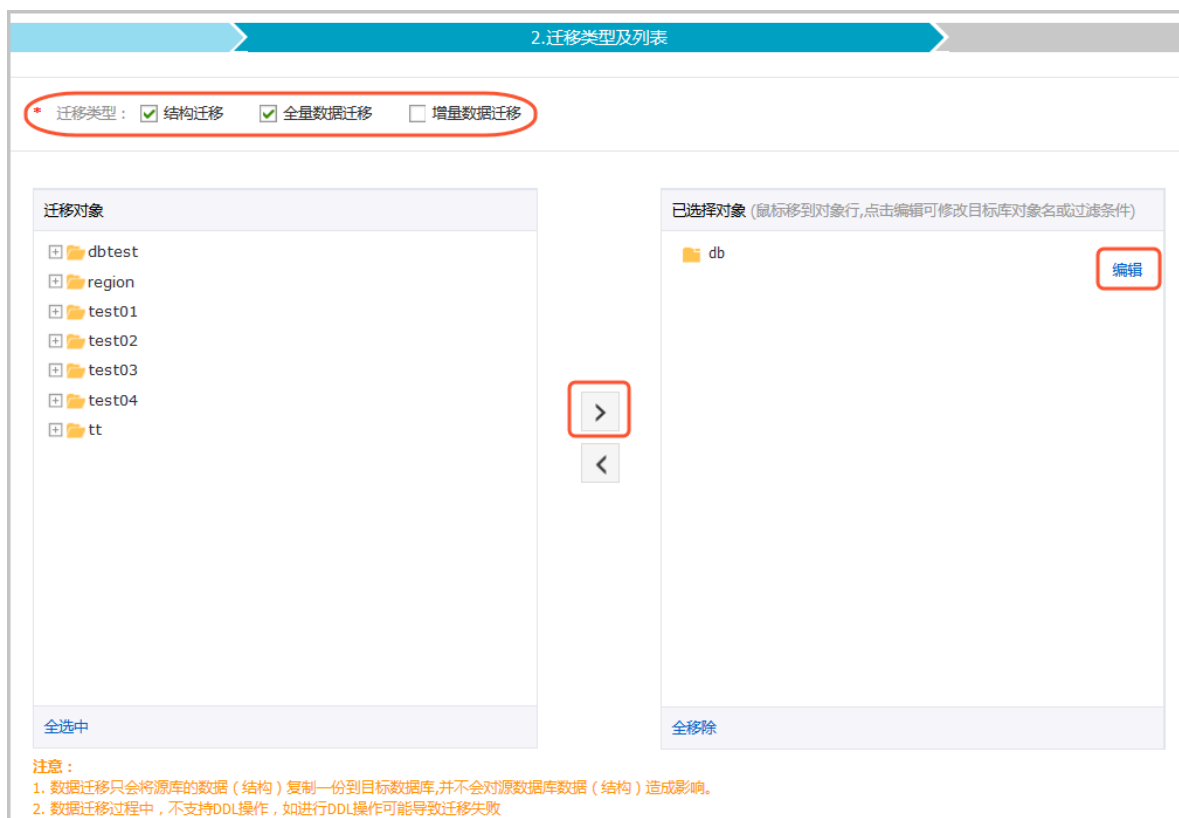 2.迁移类型及列表
* 迁移类型： 结构迁移 全量数据迁移 增量数据迁移
迁移对象
dbtest
region
test01
test02
test03
test04
tt
全选中
>
<
已选择对象 (鼠标移到对象行,点击编辑可修改目标库对象名或过滤条件)
db
编辑
全移除
注意：
1. 数据迁移只会将源库的数据（结构）复制一份到目标数据库,并不会对源数据库数据（结构）造成影响。
2. 数据迁移过程中，不支持DDL操作，如进行DDL操作可能导致迁移失败